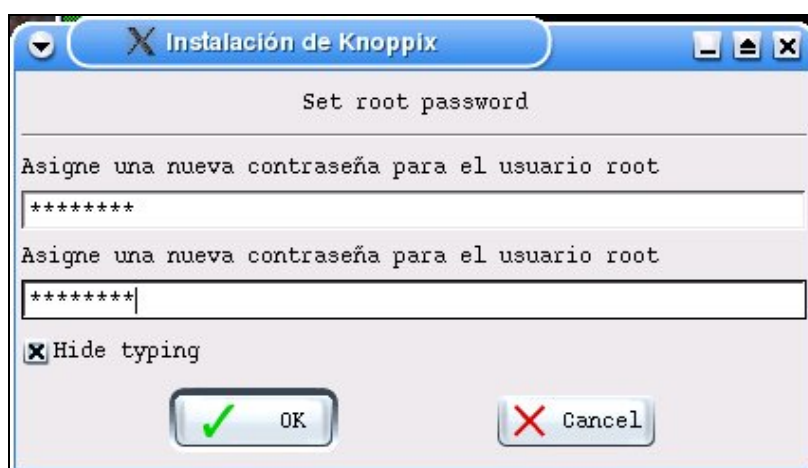 Instalación de Knoppix
Set root password
Asigne una nueva contraseña para el usuario root
********
Asigne una nueva contraseña para el usuario root
********
Hide typing
OK Cancel